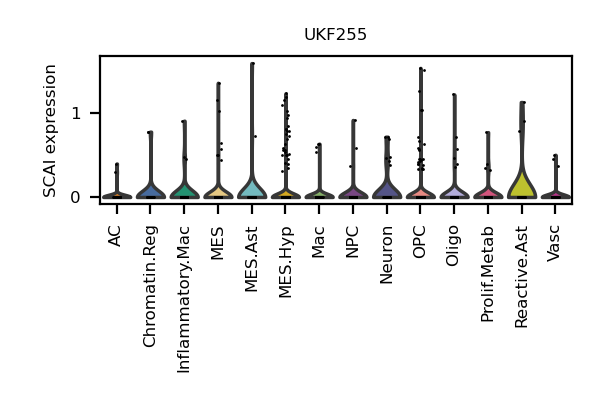 UKF255
SCAI expression
1
0
AC
Chromatin.Reg
Inflammatory.Mac
MES
MES.Ast
MES.Hyp
Mac
NPC
Neuron
OPC
Oligo
Prolif.Metab
Reactive.Ast
Vasc